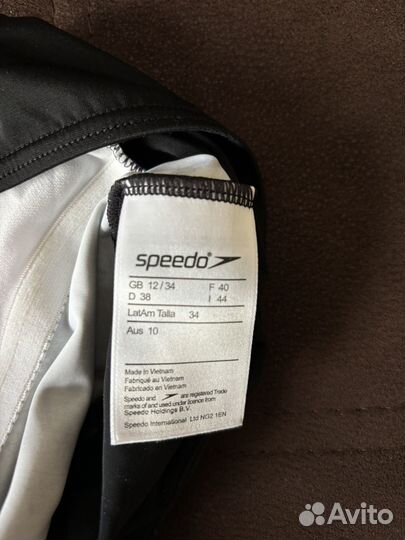 speedo
GB 12/34 F 40
D 38 I 44
LatAm Talla 34
Aus 10
Made in Vietnam
Fabriqué au Vietnam
Fabricado en Vietnam
Speedo and are registered Trade
marks of and used under licence from
Speedo Holdings B.V.
Speedo International Ltd NG2 1EN
Avito